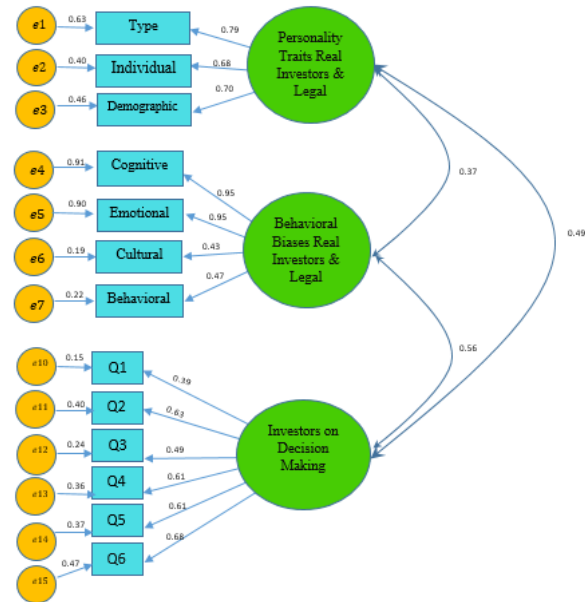 e1 0.63 Type 0.79
e2 0.40 Individual 0.68
e3 0.46 Demographic 0.70
Personality
Traits Real
Investors &
Legal
0.37
0.49
e4 0.91 Cognitive 0.95
e5 0.90 Emotional 0.95
e6 0.19 Cultural 0.43
e7 0.22 Behavioral 0.47
Behavioral
Biases Real
Investors &
Legal
0.56
e10 0.15 Q1 0.39
e11 0.40 Q2 0.63
e12 0.24 Q3 0.49
e13 0.36 Q4 0.61
e14 0.37 Q5 0.61
e15 0.47 Q6 0.68
Investors on
Decision
Making